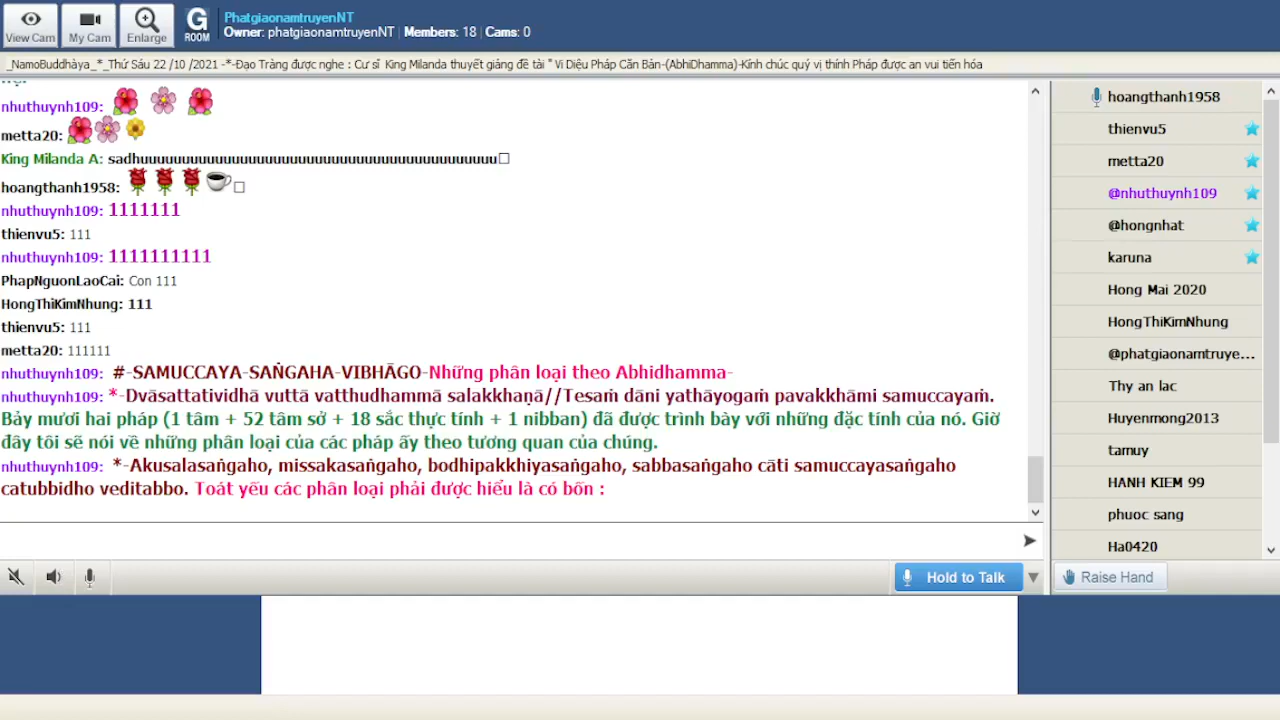 View Cam
My Cam
Enlarge
G
ROOM
PhatgiaonamtruyenNT
Owner: phatgiaonamtruyenNT | Members: 18 | Cams: 0
_NamoBuddhàya_*_Thứ Sáu 22 /10 /2021 -*-Đạo Tràng được nghe : Cư sĩ  King Milanda thuyết giảng đề tài " Vi Diệu Pháp Căn Bản-(AbhiDhamma)-Kính chúc quý vị thính Pháp được an vui tiến hóa
nhuthuynh109:
metta20:
King Milanda A: sadhuuuuuuuuuuuuuuuuuuuuuuuuuuuuuuuuuuuuuuuuuu
hoangthanh1958:
nhuthuynh109: 1111111
thienvu5: 111
nhuthuynh109: 1111111111
PhapNguonLaoCai: Con 111
HongThiKimNhung: 111
thienvu5: 111
metta20: 111111
nhuthuynh109: #-SAMUCCAYA-SAṄGAHA-VIBHĀGO-Những phân loại theo Abhidhamma-
nhuthuynh109: *-Dvāsattatividhā vuttā vatthudhammā salakkhaṇā//Tesaṁ dāni yathāyogaṁ pavakkhāmi samuccayaṁ.
Bảy mươi hai pháp (1 tâm + 52 tâm sở + 18 sắc thực tính + 1 nibban) đã được trình bày với những đặc tính của nó. Giờ
đây tôi sẽ nói về những phân loại của các pháp ấy theo tương quan của chúng.
nhuthuynh109: *-Akusalasaṅgaho, missakasaṅgaho, bodhipakkhiyasaṅgaho, sabbasaṅgaho cāti samuccayasaṅgaho
catubbidho veditabbo. Toát yếu các phân loại phải được hiểu là có bốn :
Hold to Talk
hoangthanh1958
thienvu5
metta20
@nhuthuynh109
@hongnhat
karuna
Hong Mai 2020
HongThiKimNhung
@phatgiaonamtruye...
Thy an lac
Huyenmong2013
tamuy
HANH KIEM 99
phuoc sang
Ha0420
Raise Hand